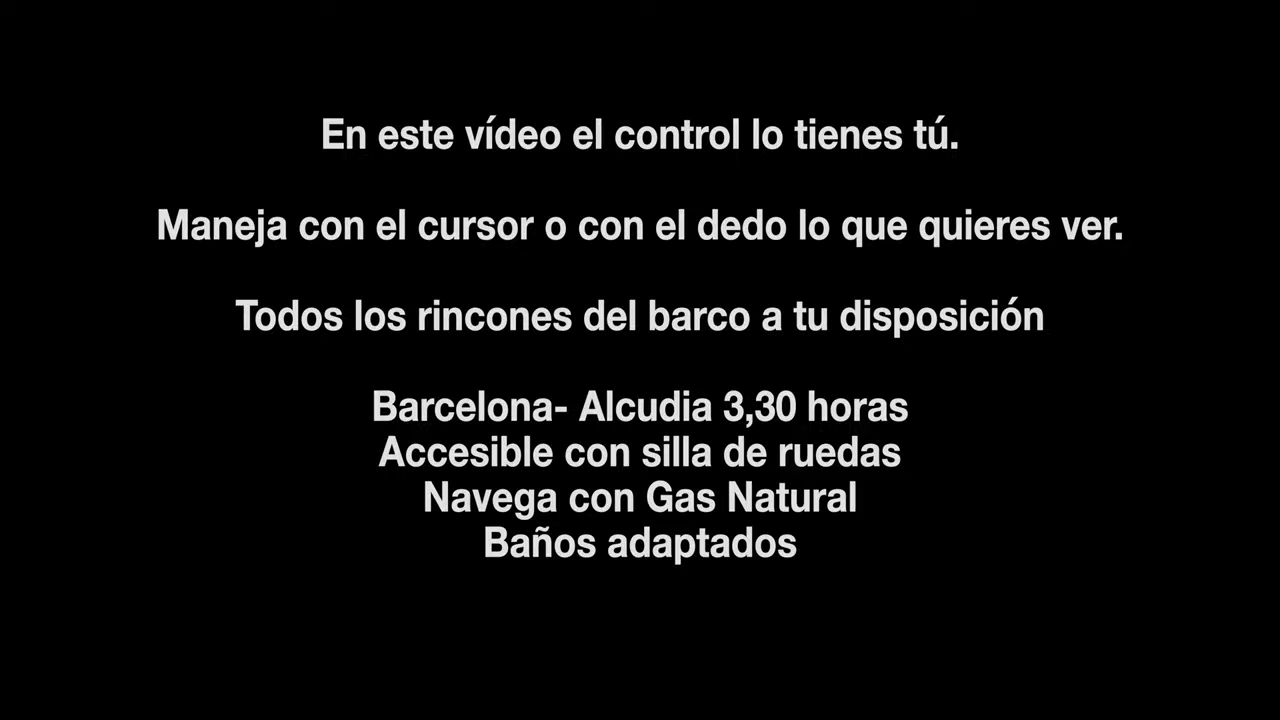 En este vídeo el control lo tienes tú.
Maneja con el cursor o con el dedo lo que quieres ver.
Todos los rincones del barco a tu disposición
Barcelona- Alcudia 3,30 horas
Accesible con silla de ruedas
Navega con Gas Natural
Baños adaptados